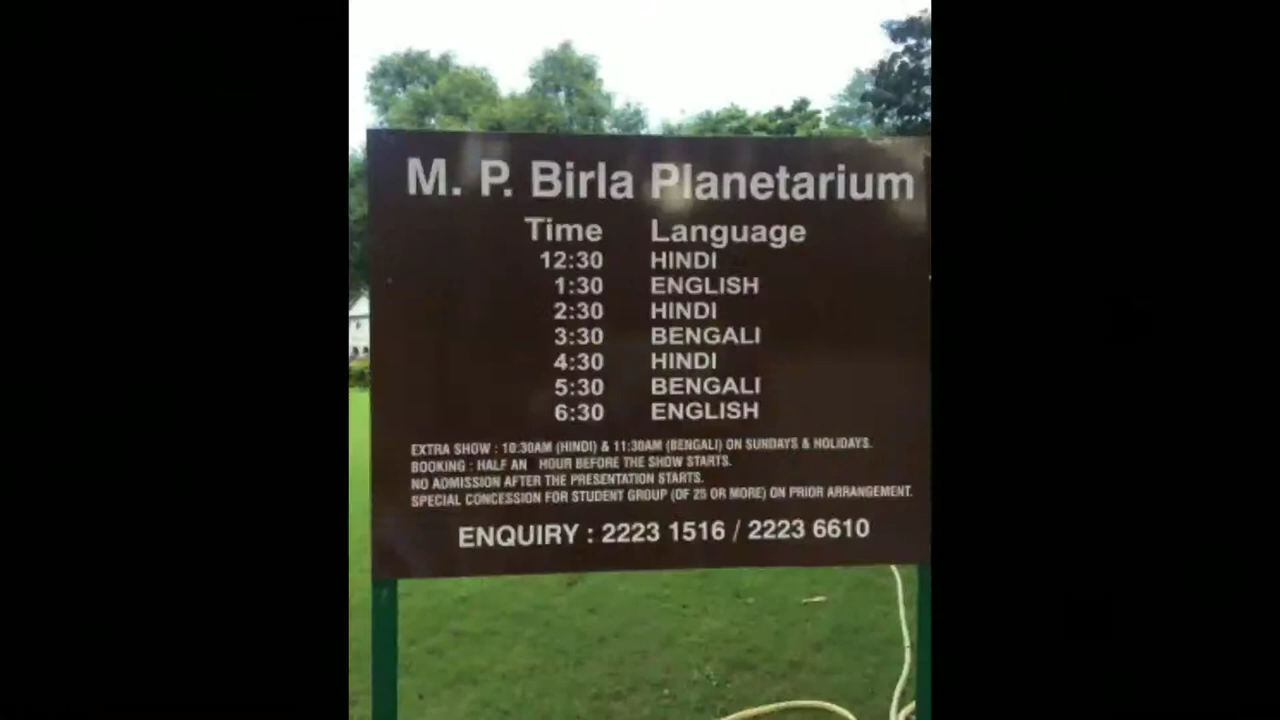 M. P. Birla Planetarium
Time Language
12:30 HINDI
1:30 ENGLISH
2:30 HINDI
3:30 BENGALI
4:30 HINDI
5:30 BENGALI
6:30 ENGLISH
EXTRA SHOW : 10:30AM (HINDI) & 11:30AM (BENGALI) ON SUNDAYS & HOLIDAYS.
BOOKING : HALF AN HOUR BEFORE THE SHOW STARTS.
NO ADMISSION AFTER THE PRESENTATION STARTS.
SPECIAL CONCESSION FOR STUDENT GROUP (OF 25 OR MORE) ON PRIOR ARRANGEMENT.
ENQUIRY : 2223 1516 / 2223 6610